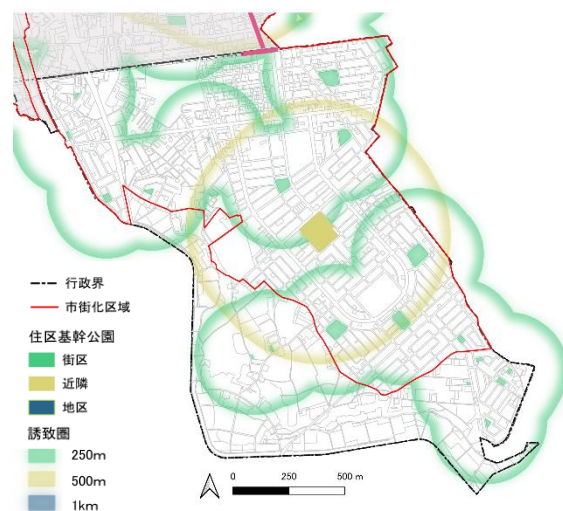 行政界
市街化区域
住区基幹公園
街区
近隣
地区
誘致圏
250m
500m
1km
0 250 500 m